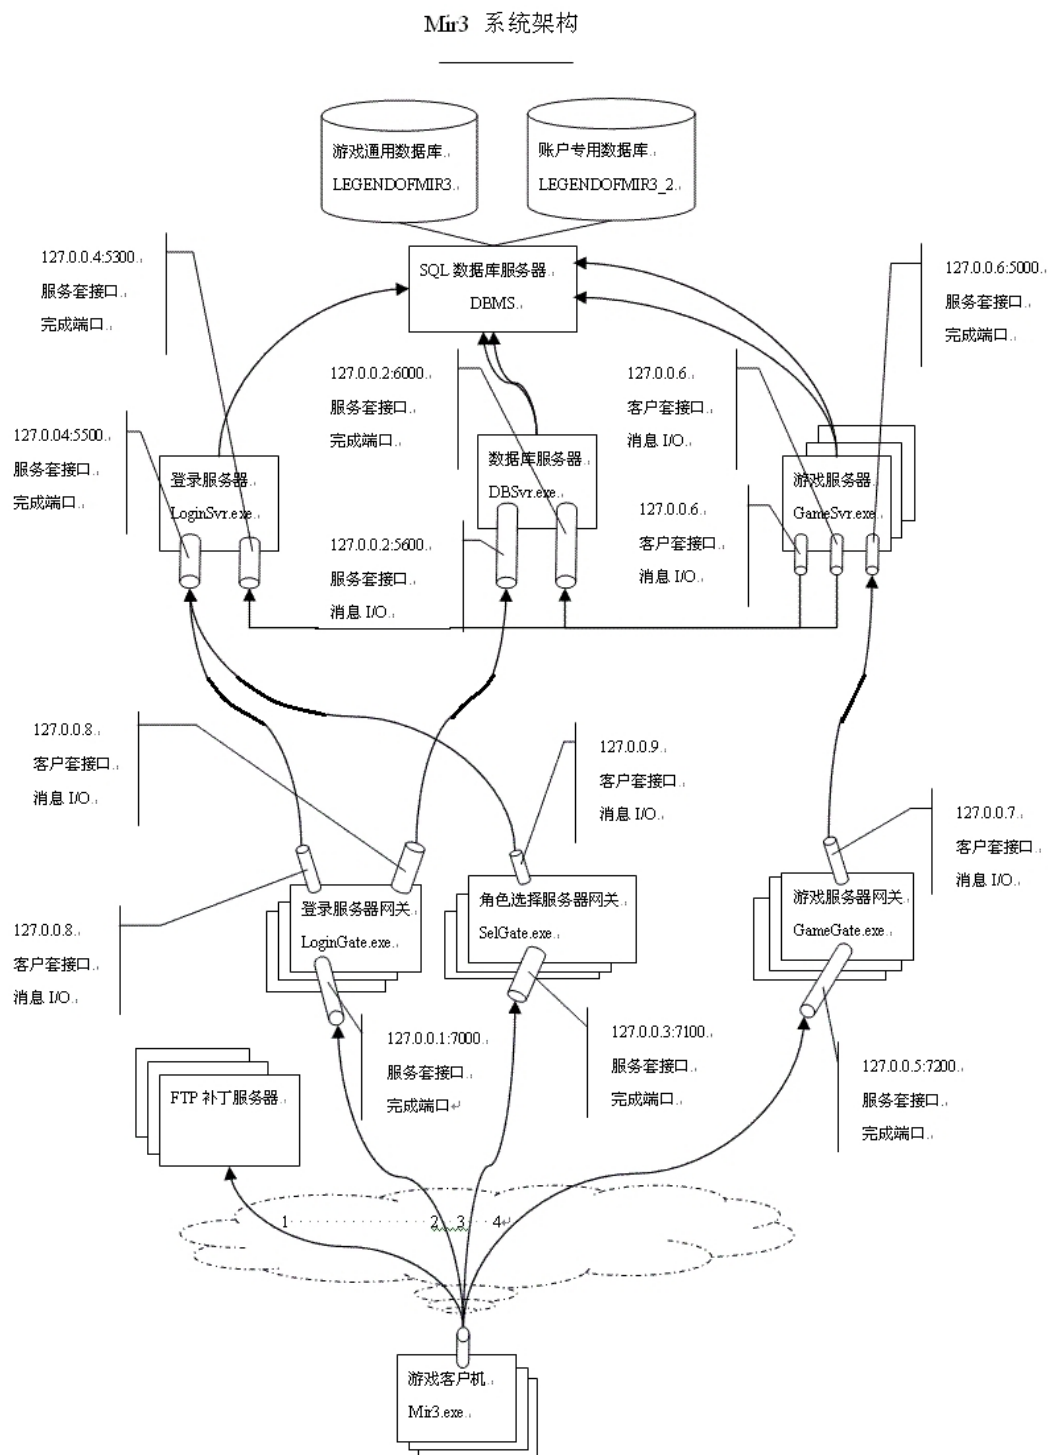 Mir3 系统架构
游戏通用数据库
LEGENDOFMIR3
账户专用数据库
LEGENDOFMIR3_2
SQL 数据库服务器
DBMS
127.0.0.4:5300
服务套接口
完成端口
127.0.0.6:5000
服务套接口
完成端口
127.0.0.2:6000
服务套接口
完成端口
127.0.0.6
客户套接口
消息 I/O
127.0.04:5500
服务套接口
完成端口
登录服务器
LoginSvr.exe
数据库服务器
DBSvr.exe
游戏服务器
GameSvr.exe
127.0.0.2:5600
服务套接口
消息 I/O
127.0.0.6
客户套接口
消息 I/O
127.0.0.8
客户套接口
消息 I/O
127.0.0.9
客户套接口
消息 I/O
127.0.0.7
客户套接口
消息 I/O
127.0.0.8
客户套接口
消息 I/O
登录服务器网关
LoginGate.exe
角色选择服务器网关
SelGate.exe
游戏服务器网关
GameGate.exe
127.0.0.1:7000
服务套接口
完成端口
127.0.0.3:7100
服务套接口
完成端口
127.0.0.5:7200
服务套接口
完成端口
FTP 补丁服务器
1 2 3 4
游戏客户机
Mir3.exe